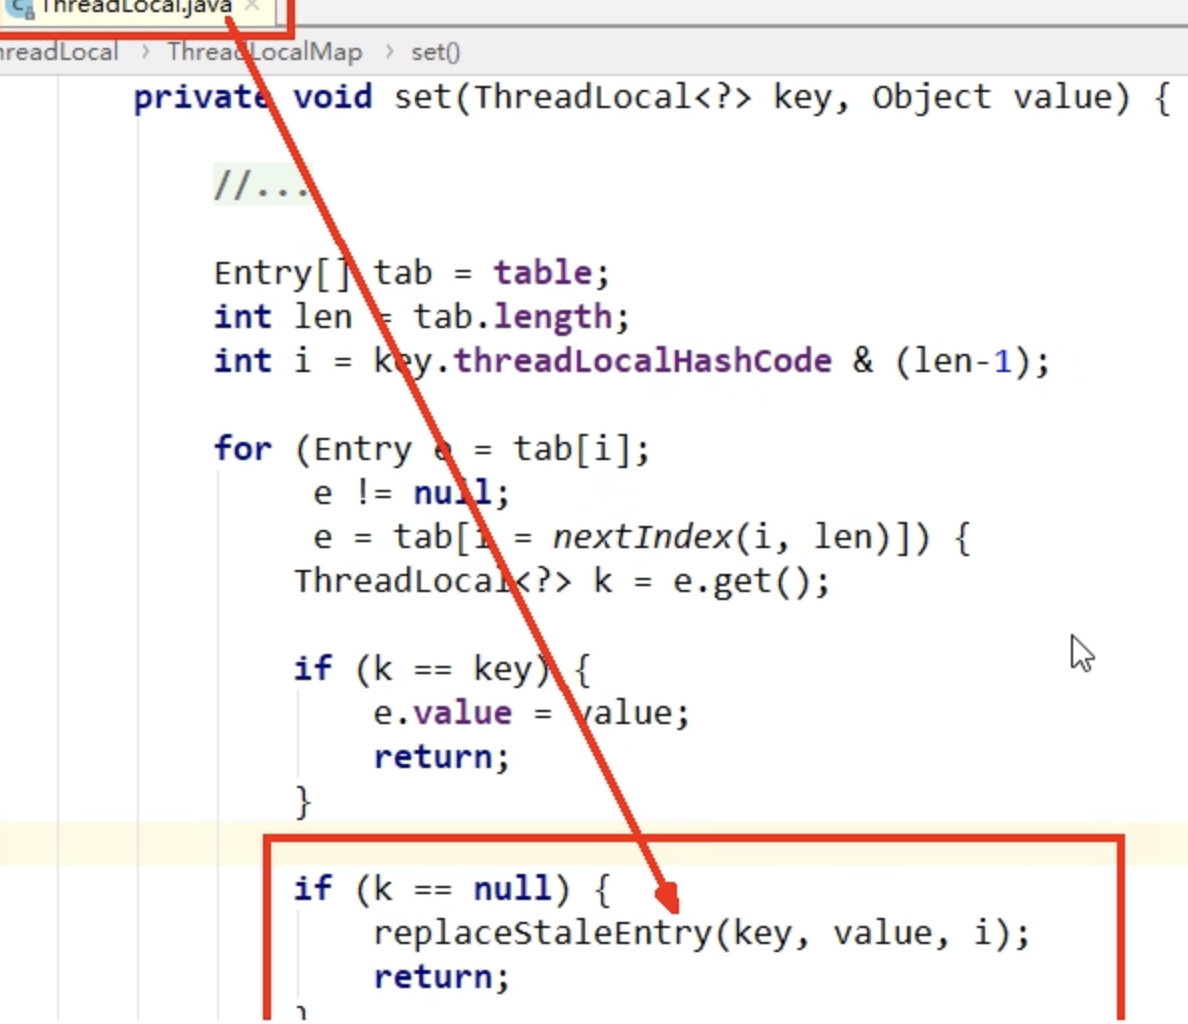 ThreadLocal.java
hreadLocal > ThreadLocalMap > set()
private void set(ThreadLocal<?> key, Object value) {
//...
Entry[] tab = table;
int len = tab.length;
int i = key.threadLocalHashCode & (len-1);
for (Entry e = tab[i];
e != null;
e = tab[i = nextIndex(i, len)]) {
ThreadLocal<?> k = e.get();
if (k == key) {
e.value = value;
return;
}
if (k == null) {
replaceStaleEntry(key, value, i);
return;
}